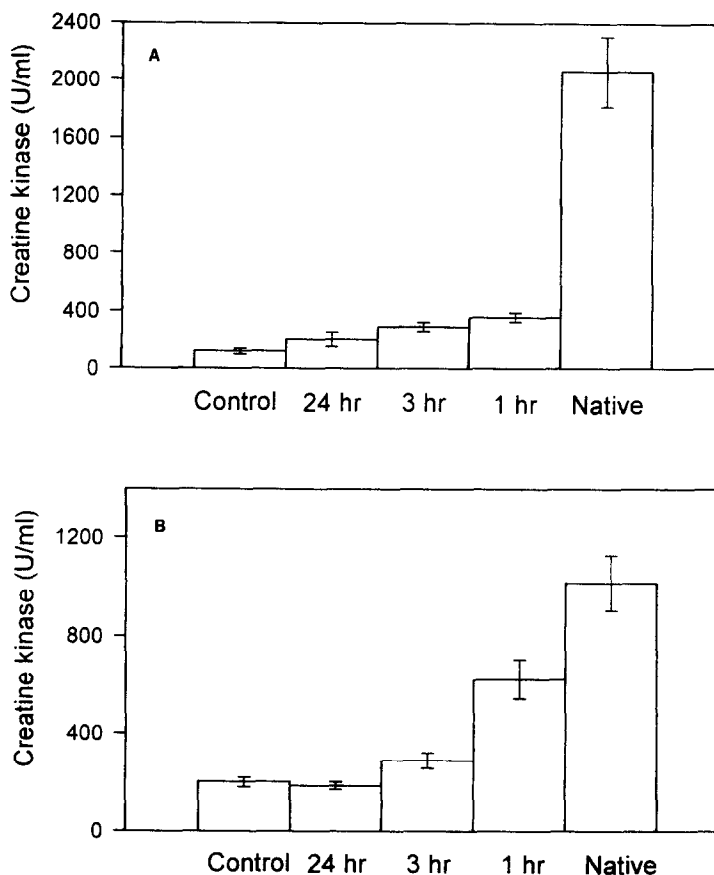 A
Creatine kinase (U/ml)
2400
2000
1600
1200
800
400
0
Control 24 hr 3 hr 1 hr Native
B
Creatine kinase (U/ml)
1200
800
400
0
Control 24 hr 3 hr 1 hr Native